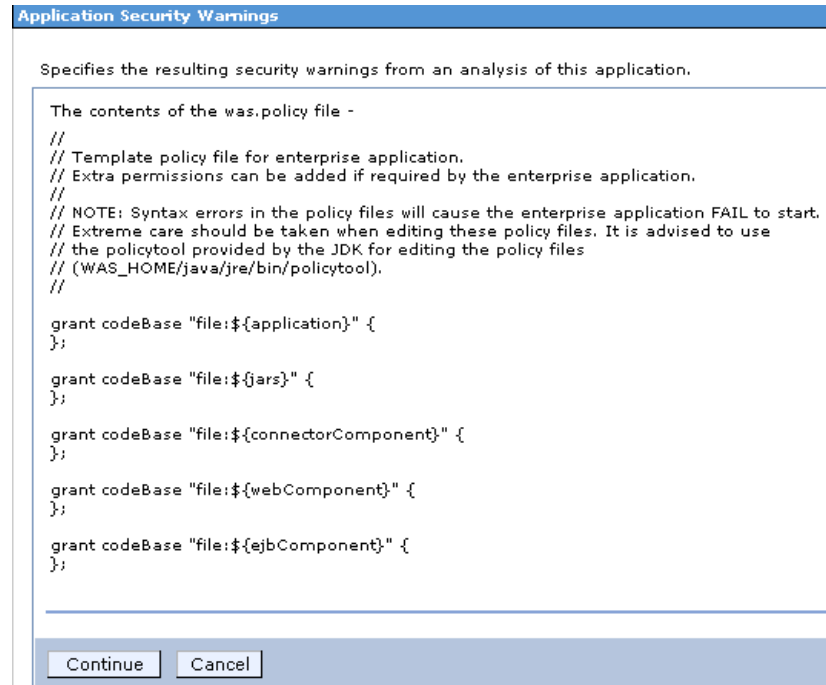 Application Security Warnings
Specifies the resulting security warnings from an analysis of this application.
The contents of the was.policy file -
//
// Template policy file for enterprise application.
// Extra permissions can be added if required by the enterprise application.
//
// NOTE: Syntax errors in the policy files will cause the enterprise application FAIL to start.
// Extreme care should be taken when editing these policy files. It is advised to use
// the policytool provided by the JDK for editing the policy files
// (WAS_HOME/java/jre/bin/policytool).
//
grant codeBase "file:${application}" {
};
grant codeBase "file:${jars}" {
};
grant codeBase "file:${connectorComponent}" {
};
grant codeBase "file:${webComponent}" {
};
grant codeBase "file:${ejbComponent}" {
};
Continue Cancel